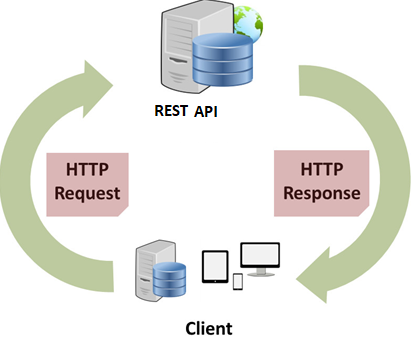 REST API
HTTP
Request
HTTP
Response
Client